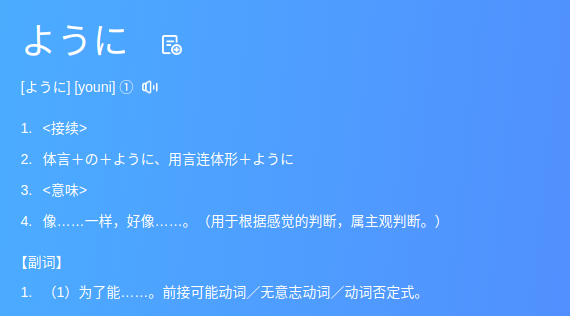 ように
[ように] [youni] ①
1. <接续>
2. 体言＋の＋ように、用言连体形＋ように
3. <意味>
4. 像……一样，好像……。（用于根据感觉的判断，属主观判断。）
【副词】
1. （1）为了能……。前接可能动词／无意志动词／动词否定式。